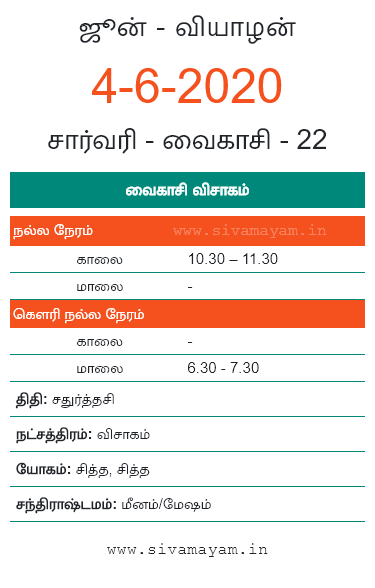 ஜூன் - வியாழன்
4-6-2020
சார்வரி - வைகாசி - 22
வைகாசி விசாகம்
நல்ல நேரம் www.sivamayam.in
காலை 10.30 – 11.30
மாலை -
கௌரி நல்ல நேரம்
காலை -
மாலை 6.30 - 7.30
திதி: சதுர்த்தசி
நட்சத்திரம்: விசாகம்
யோகம்: சித்த, சித்த
சந்திராஷ்டமம்: மீனம்/மேஷம்
www.sivamayam.in